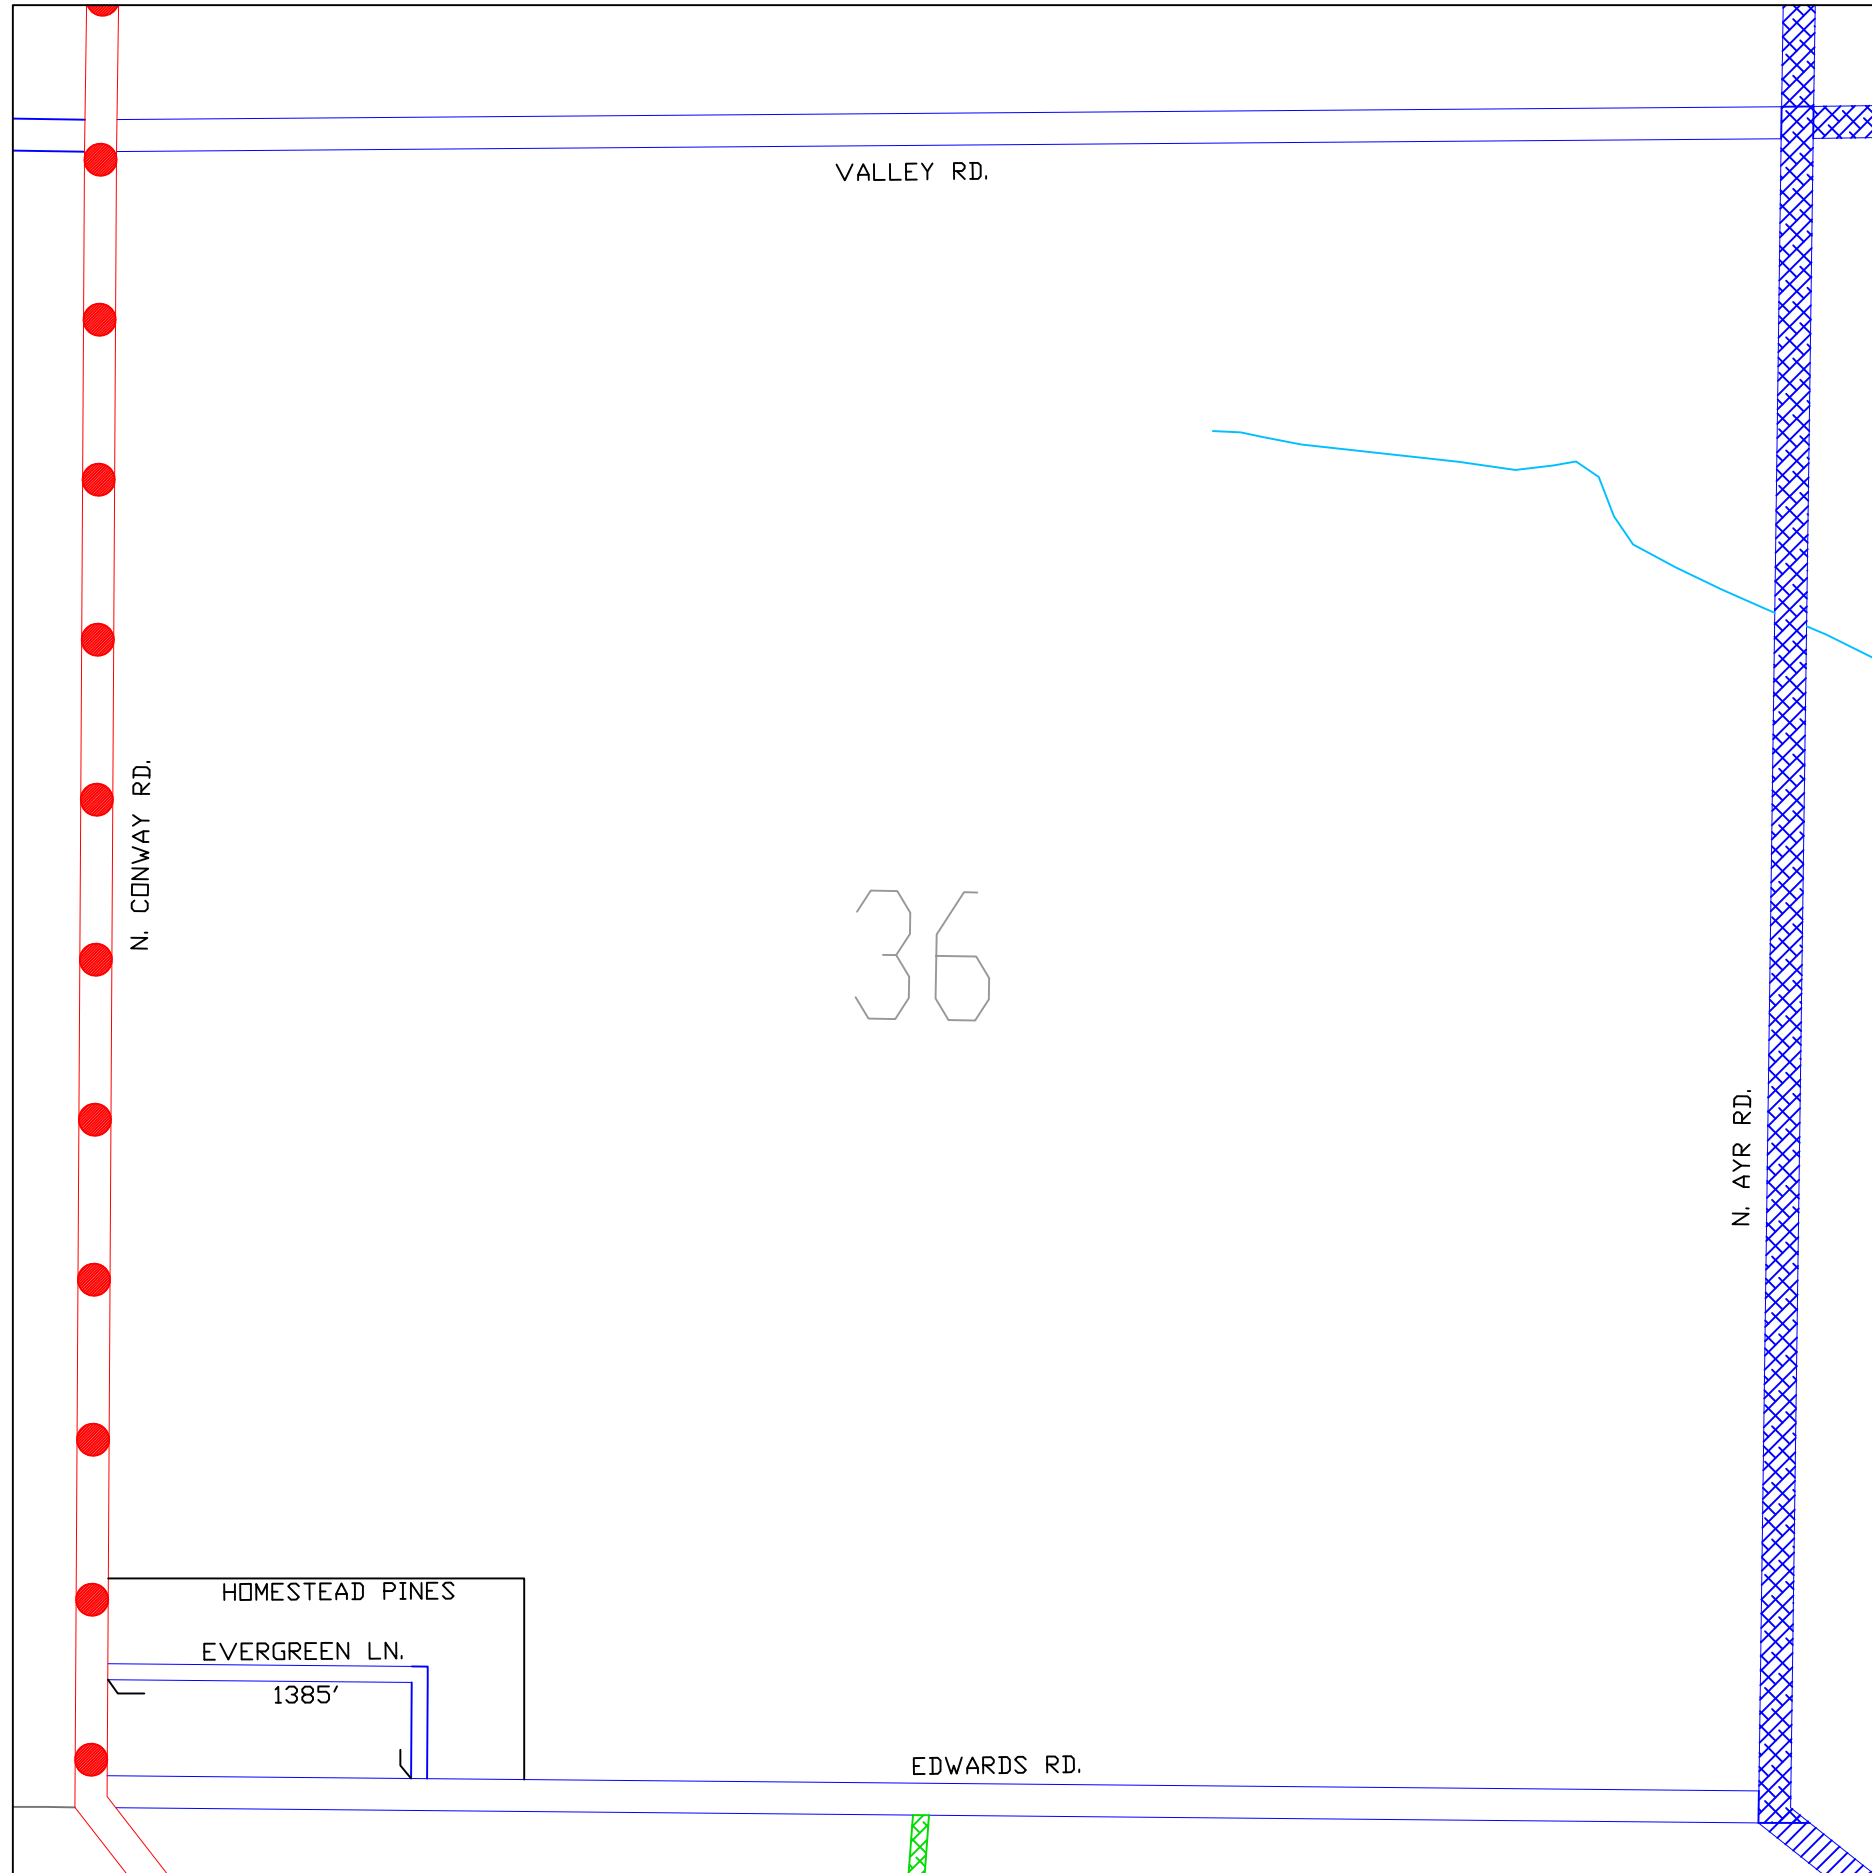 VALLEY RD.
N. CONWAY RD.
36
N. AYR RD.
HOMESTEAD PINES
EVERGREEN LN.
1385'
EDWARDS RD.